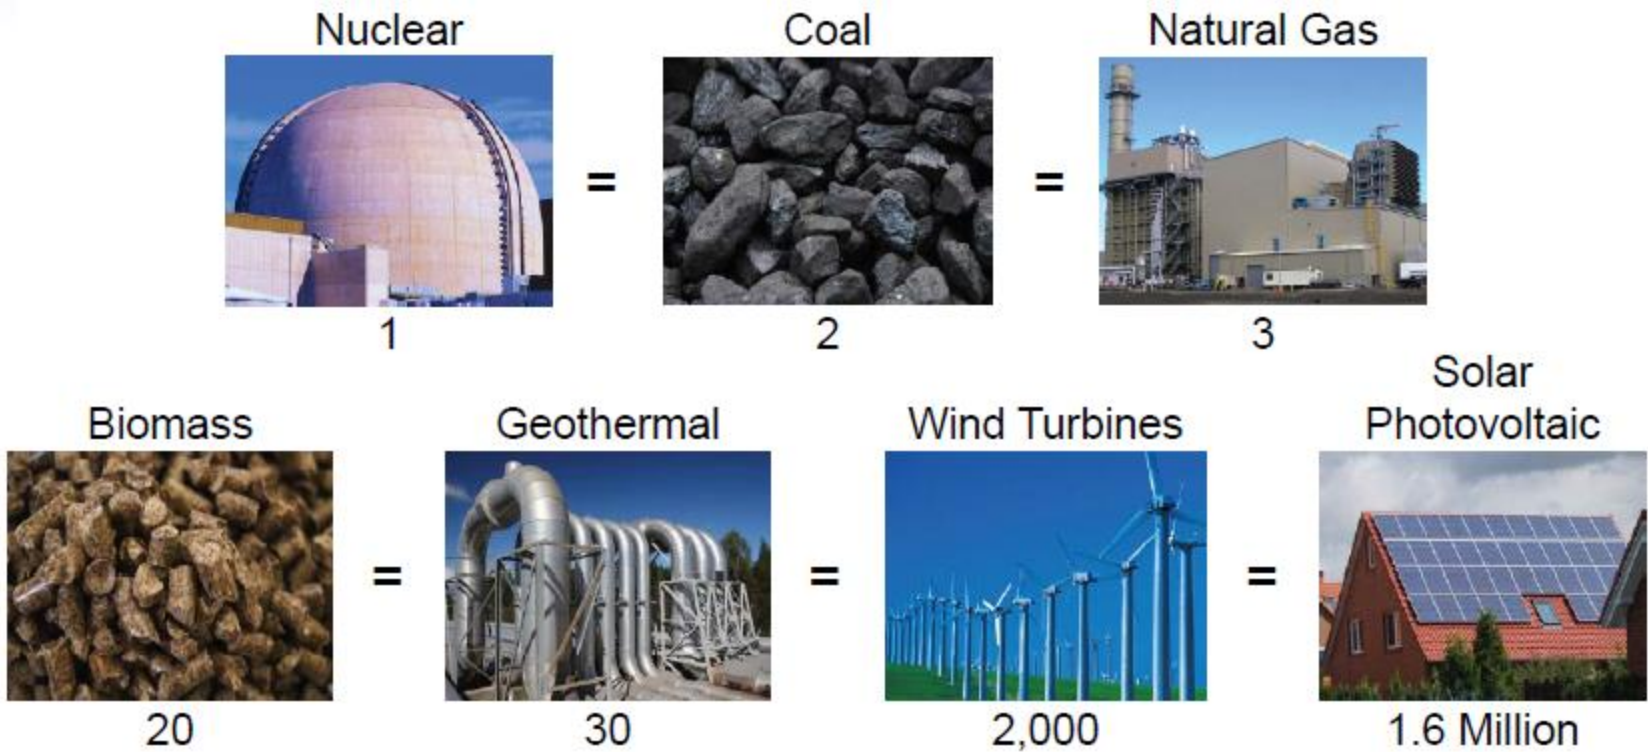 Nuclear
Coal
Natural Gas
=
=
1
2
3
Biomass
Geothermal
Wind Turbines
Solar
Photovoltaic
=
=
=
20
30
2,000
1.6 Million